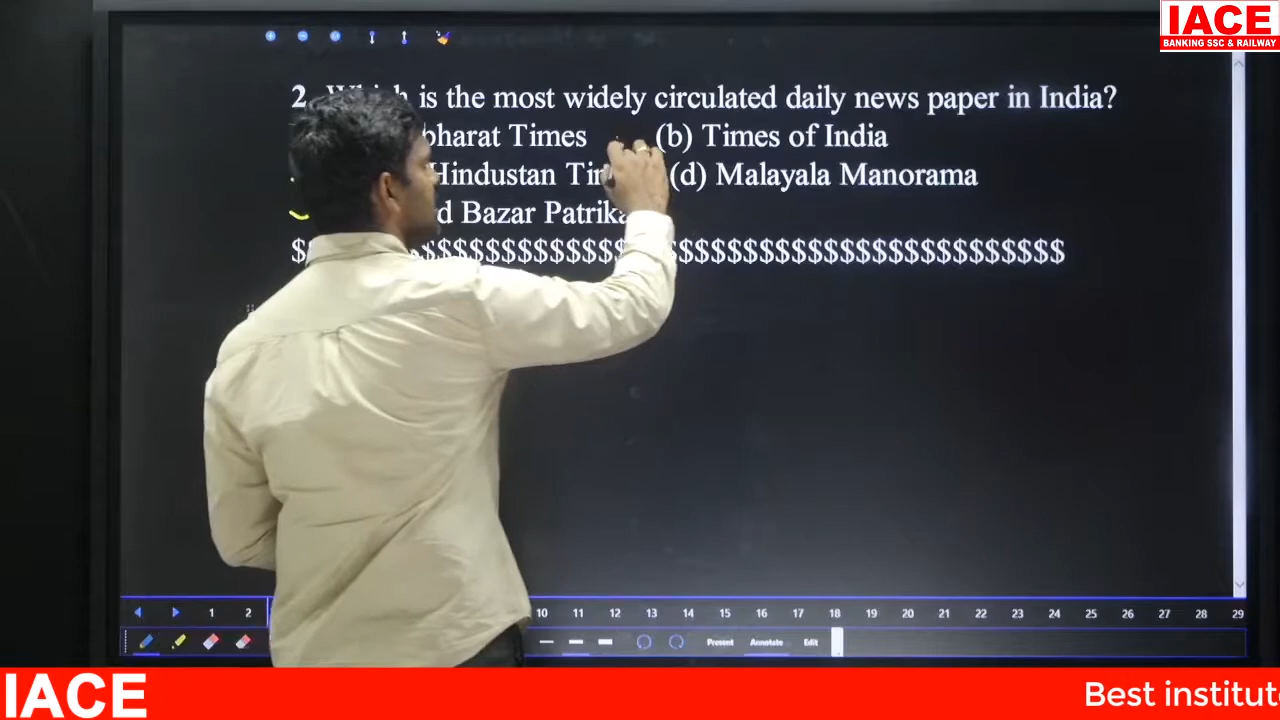 IACE
BANKING SSC & RAILWAY
2. is the most widely circulated daily news paper in India?
Times (b) Times of India
Hindustan (d) Malayala Manorama
Bazar Patrika
$$$$$$$$$$$$$$$$$$$$$$$$$$$$$$$$$$$$
1 2 10 11 12 13 14 15 16 17 18 19 20 21 22 23 24 25 26 27 28 29
Present Annotate Edit
IACE Best